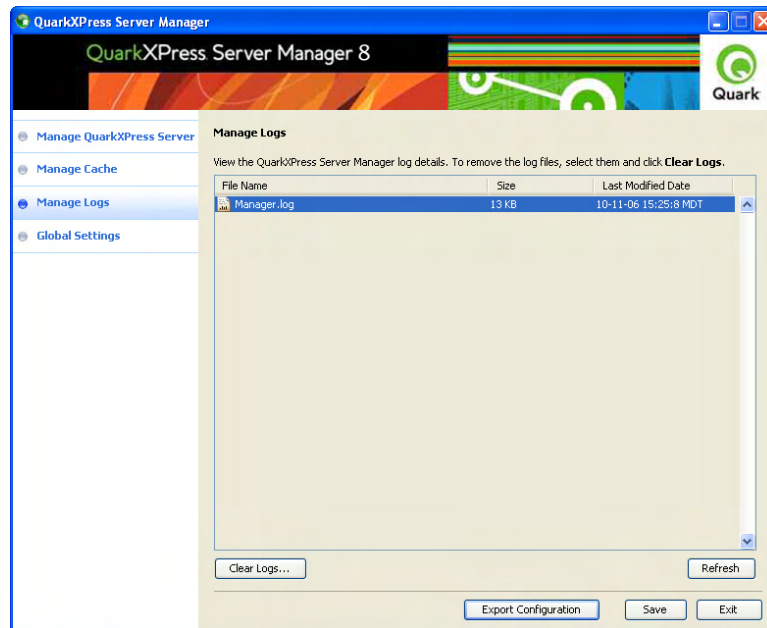 QuarkXPress Server Manager
QuarkXPress Server Manager 8
Quark
Manage QuarkXPress Server
Manage Cache
Manage Logs
Global Settings
Manage Logs
View the QuarkXPress Server Manager log details. To remove the log files, select them and click Clear Logs.
File Name Size Last Modified Date
Manager.log 13 KB 10-11-06 15:25:8 MDT
Clear Logs... Refresh
Export Configuration Save Exit